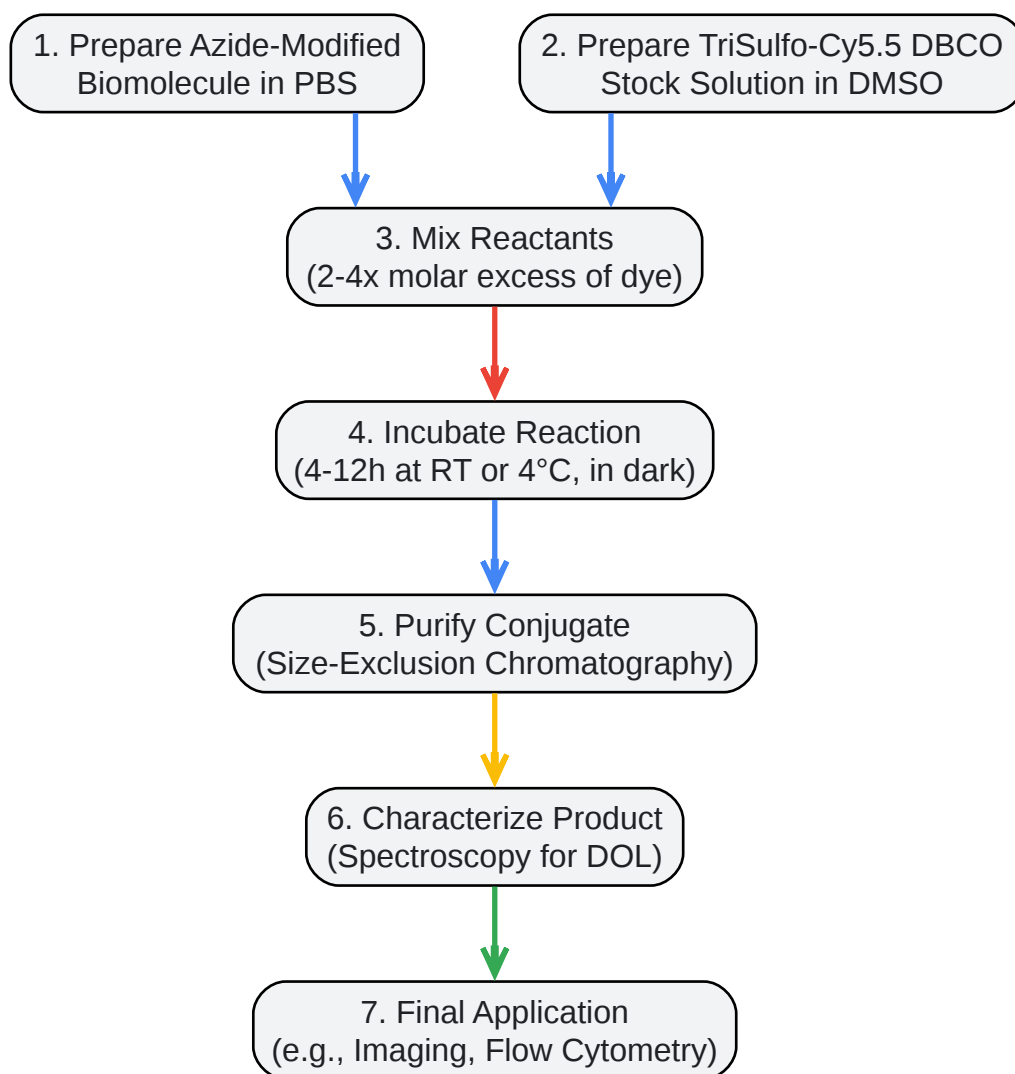 1. Prepare Azide-Modified
Biomolecule in PBS
2. Prepare TriSulfo-Cy5.5 DBCO
Stock Solution in DMSO
3. Mix Reactants
(2-4x molar excess of dye)
4. Incubate Reaction
(4-12h at RT or 4°C, in dark)
5. Purify Conjugate
(Size-Exclusion Chromatography)
6. Characterize Product
(Spectroscopy for DOL)
7. Final Application
(e.g., Imaging, Flow Cytometry)